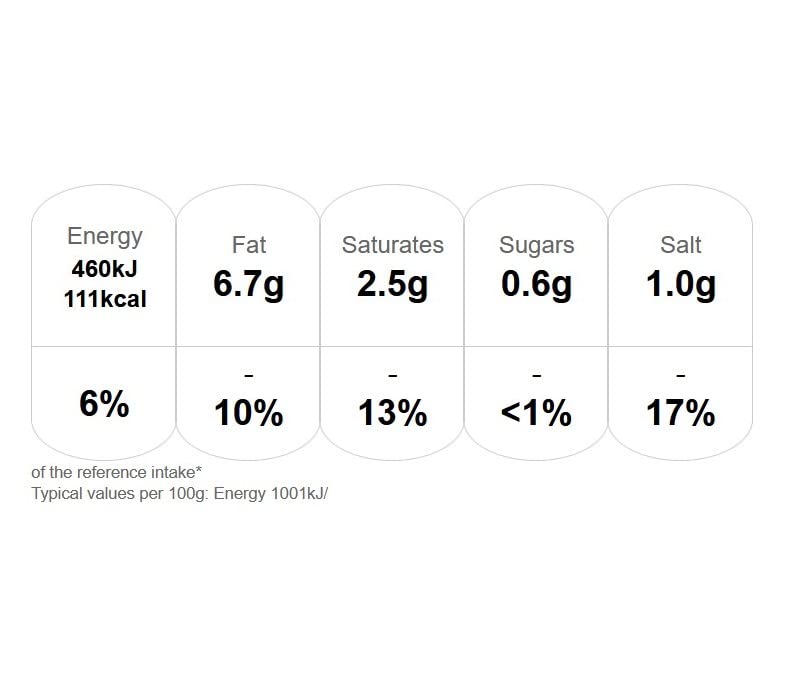 Energy
460kJ
111kcal
6%
Fat
6.7g
-
10%
Saturates
2.5g
-
13%
Sugars
0.6g
-
<1%
Salt
1.0g
-
17%
of the reference intake*
Typical values per 100g: Energy 1001kJ/